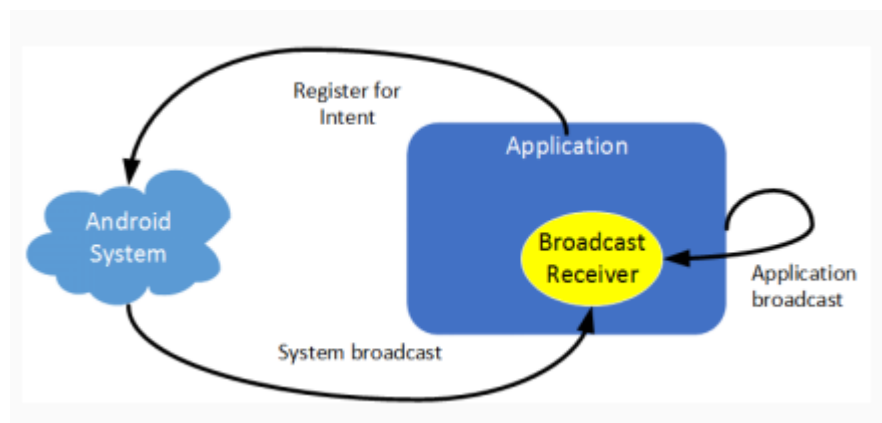 Register for
Intent
Application
Android
System
Broadcast
Receiver
Application
broadcast
System broadcast